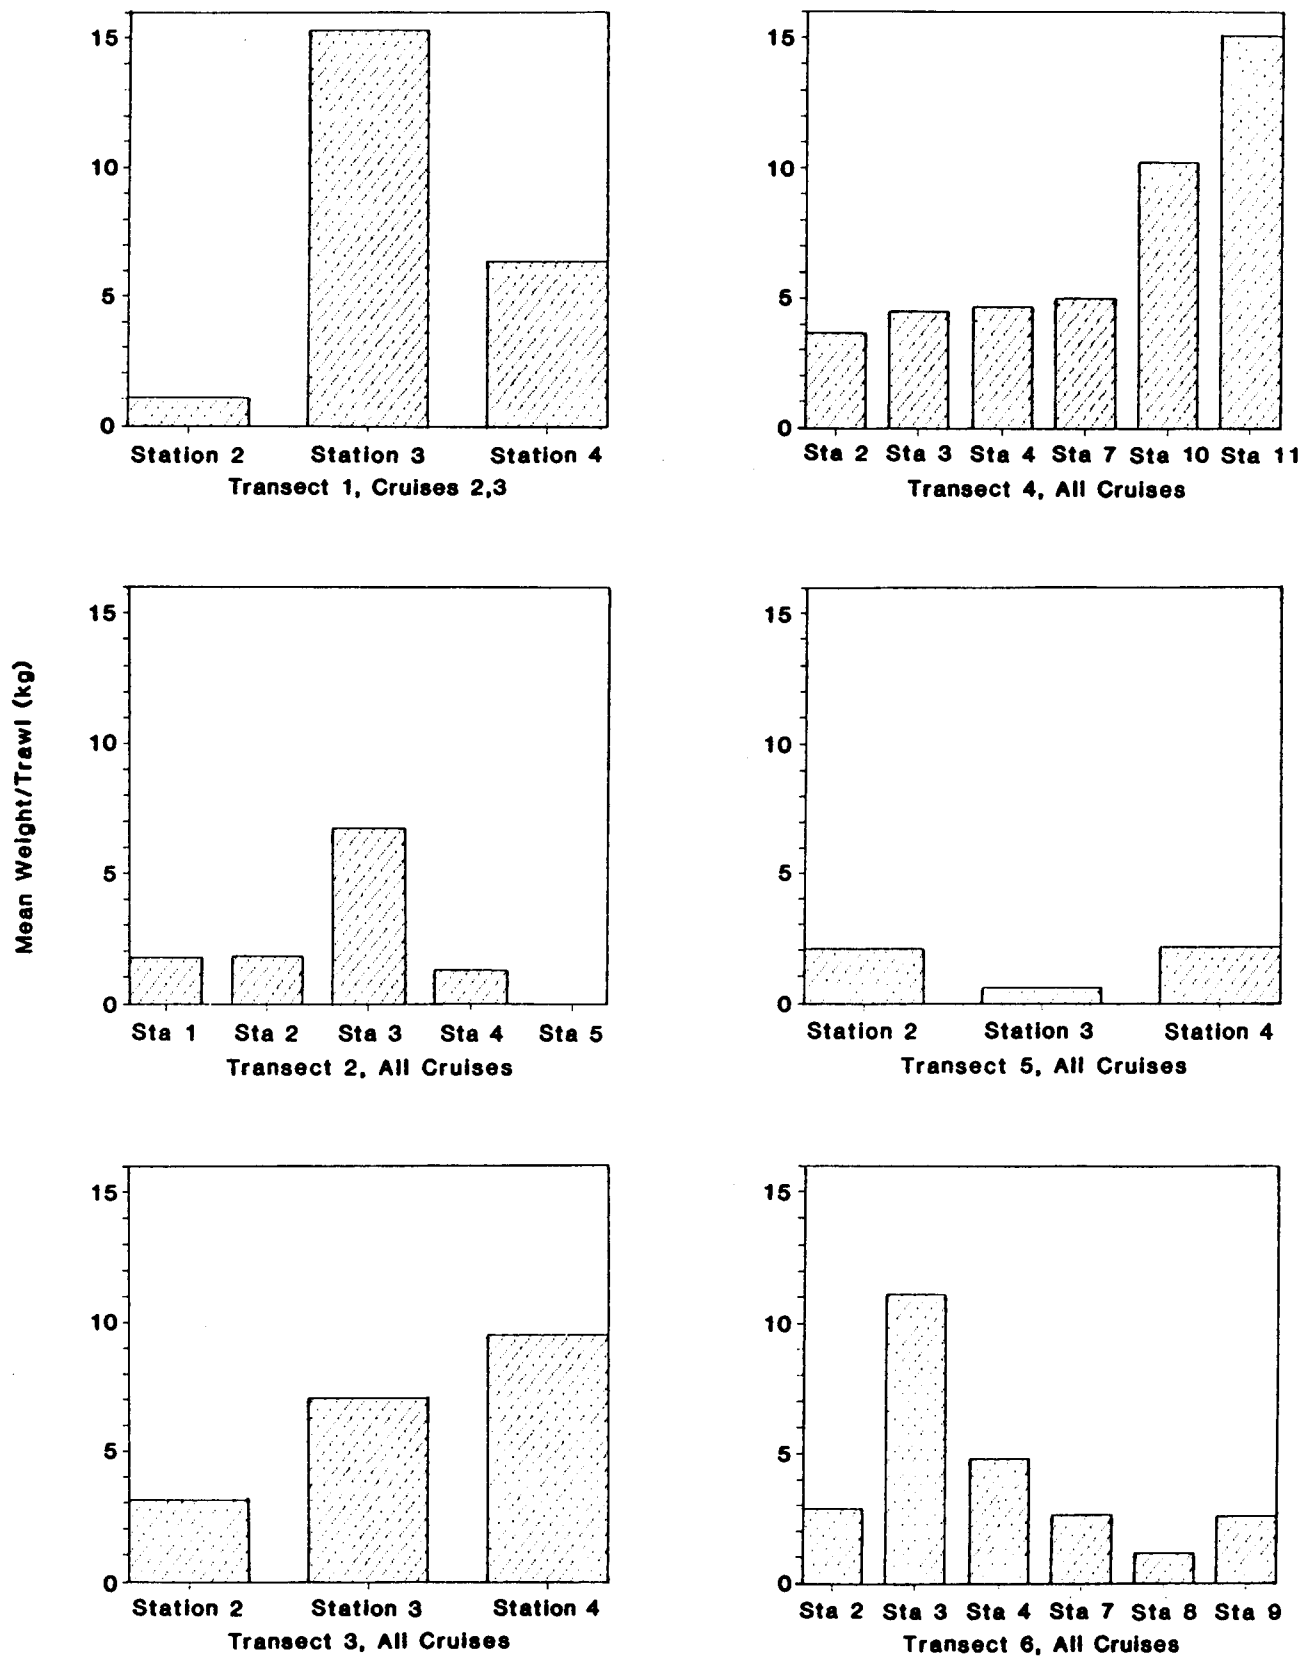 Mean Weight/Trawl (kg)
15
10
5
0
Station 2 Station 3 Station 4
Transect 1, Cruises 2,3
15
10
5
0
Sta 2 Sta 3 Sta 4 Sta 7 Sta 10 Sta 11
Transect 4, All Cruises
15
10
5
0
Sta 1 Sta 2 Sta 3 Sta 4 Sta 5
Transect 2, All Cruises
15
10
5
0
Station 2 Station 3 Station 4
Transect 5, All Cruises
15
10
5
0
Station 2 Station 3 Station 4
Transect 3, All Cruises
15
10
5
0
Sta 2 Sta 3 Sta 4 Sta 7 Sta 8 Sta 9
Transect 6, All Cruises